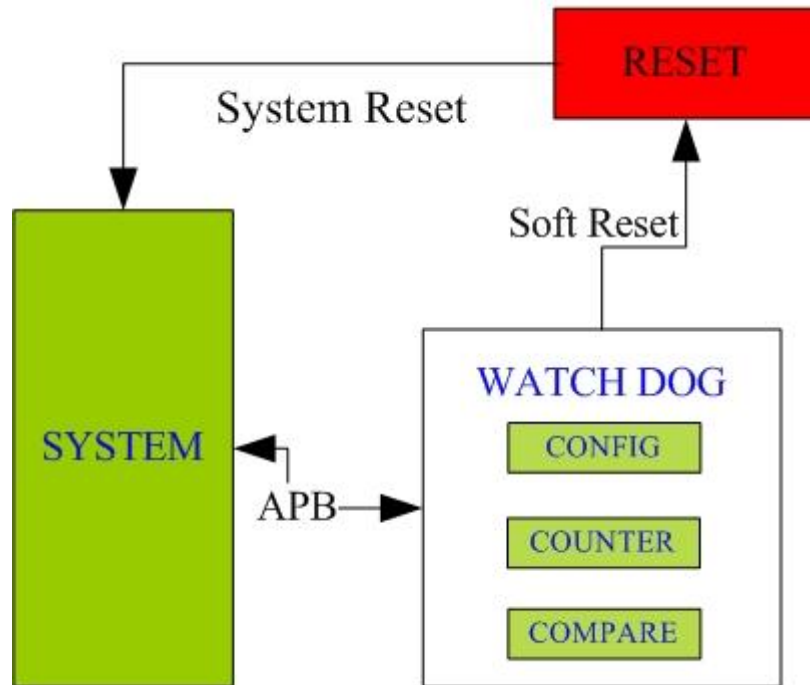 RESET
System Reset
Soft Reset
WATCH DOG
SYSTEM
CONFIG
APB
COUNTER
COMPARE